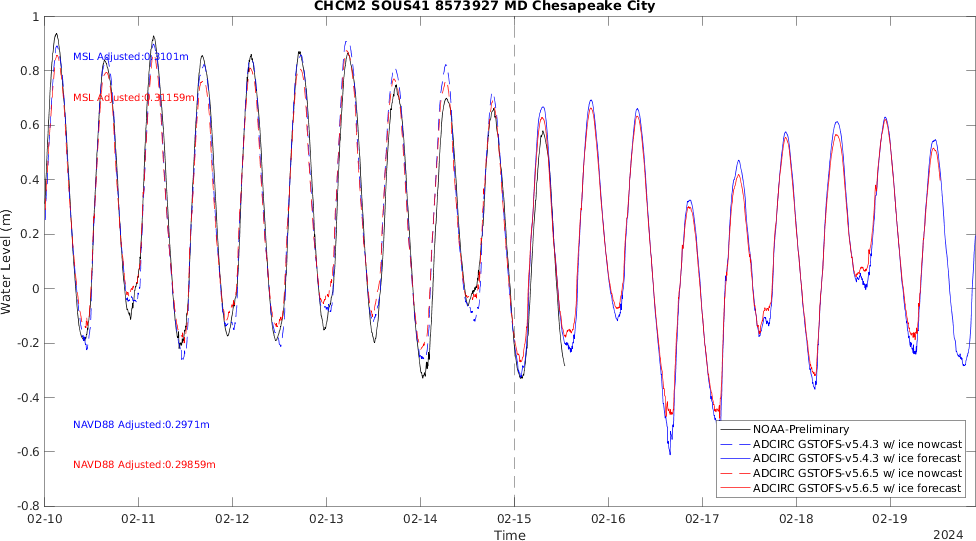 CHCM2 SOUS41 8573927 MD Chesapeake City
Water Level (m)
1
0.8
0.6
0.4
0.2
0
-0.2
-0.4
-0.6
-0.8
MSL Adjusted:0.3101m
MSL Adjusted:0.31159m
NAVD88 Adjusted:0.2971m
NAVD88 Adjusted:0.29859m
NOAA-Preliminary
ADCIRC GSTOFS-v5.4.3 w/ ice nowcast
ADCIRC GSTOFS-v5.4.3 w/ ice forecast
ADCIRC GSTOFS-v5.6.5 w/ ice nowcast
ADCIRC GSTOFS-v5.6.5 w/ ice forecast
02-10 02-11 02-12 02-13 02-14 02-15 02-16 02-17 02-18 02-19
Time
2024